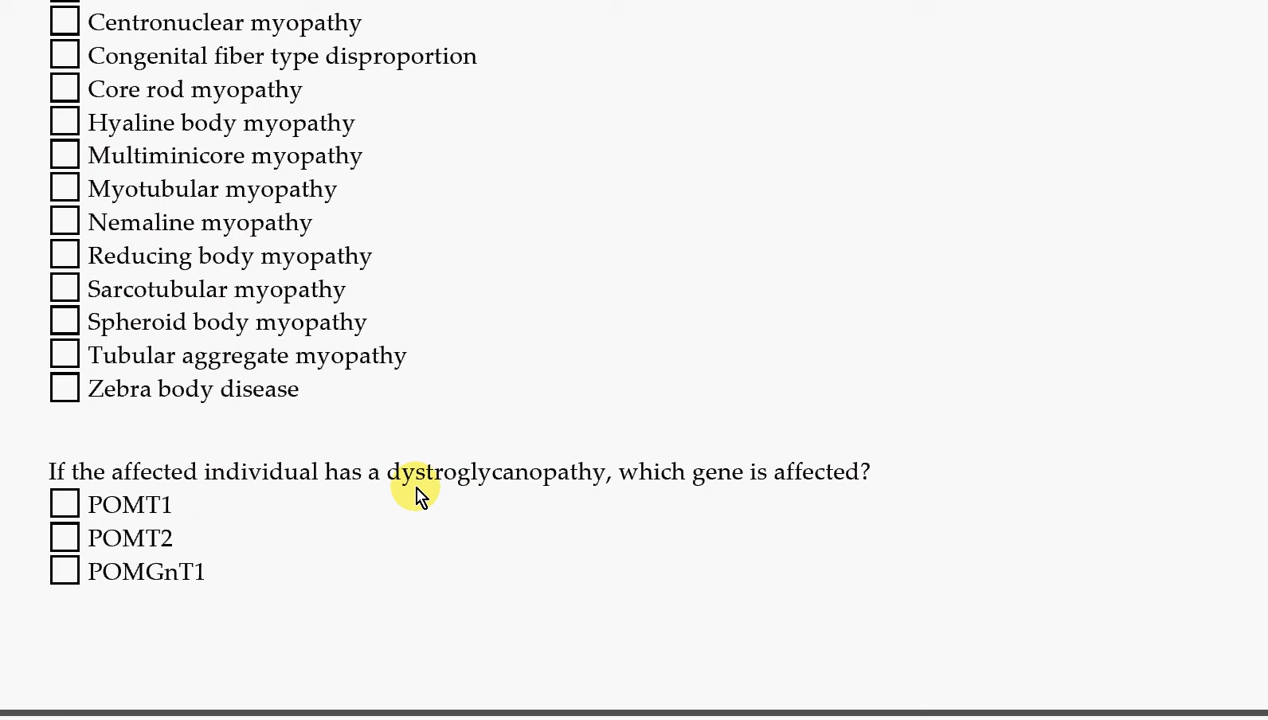 Centronuclear myopathy
Congenital fiber type disproportion
Core rod myopathy
Hyaline body myopathy
Multiminicore myopathy
Myotubular myopathy
Nemaline myopathy
Reducing body myopathy
Sarcotubular myopathy
Spheroid body myopathy
Tubular aggregate myopathy
Zebra body disease
If the affected individual has a dystroglycanopathy, which gene is affected?
POMT1
POMT2
POMGnT1